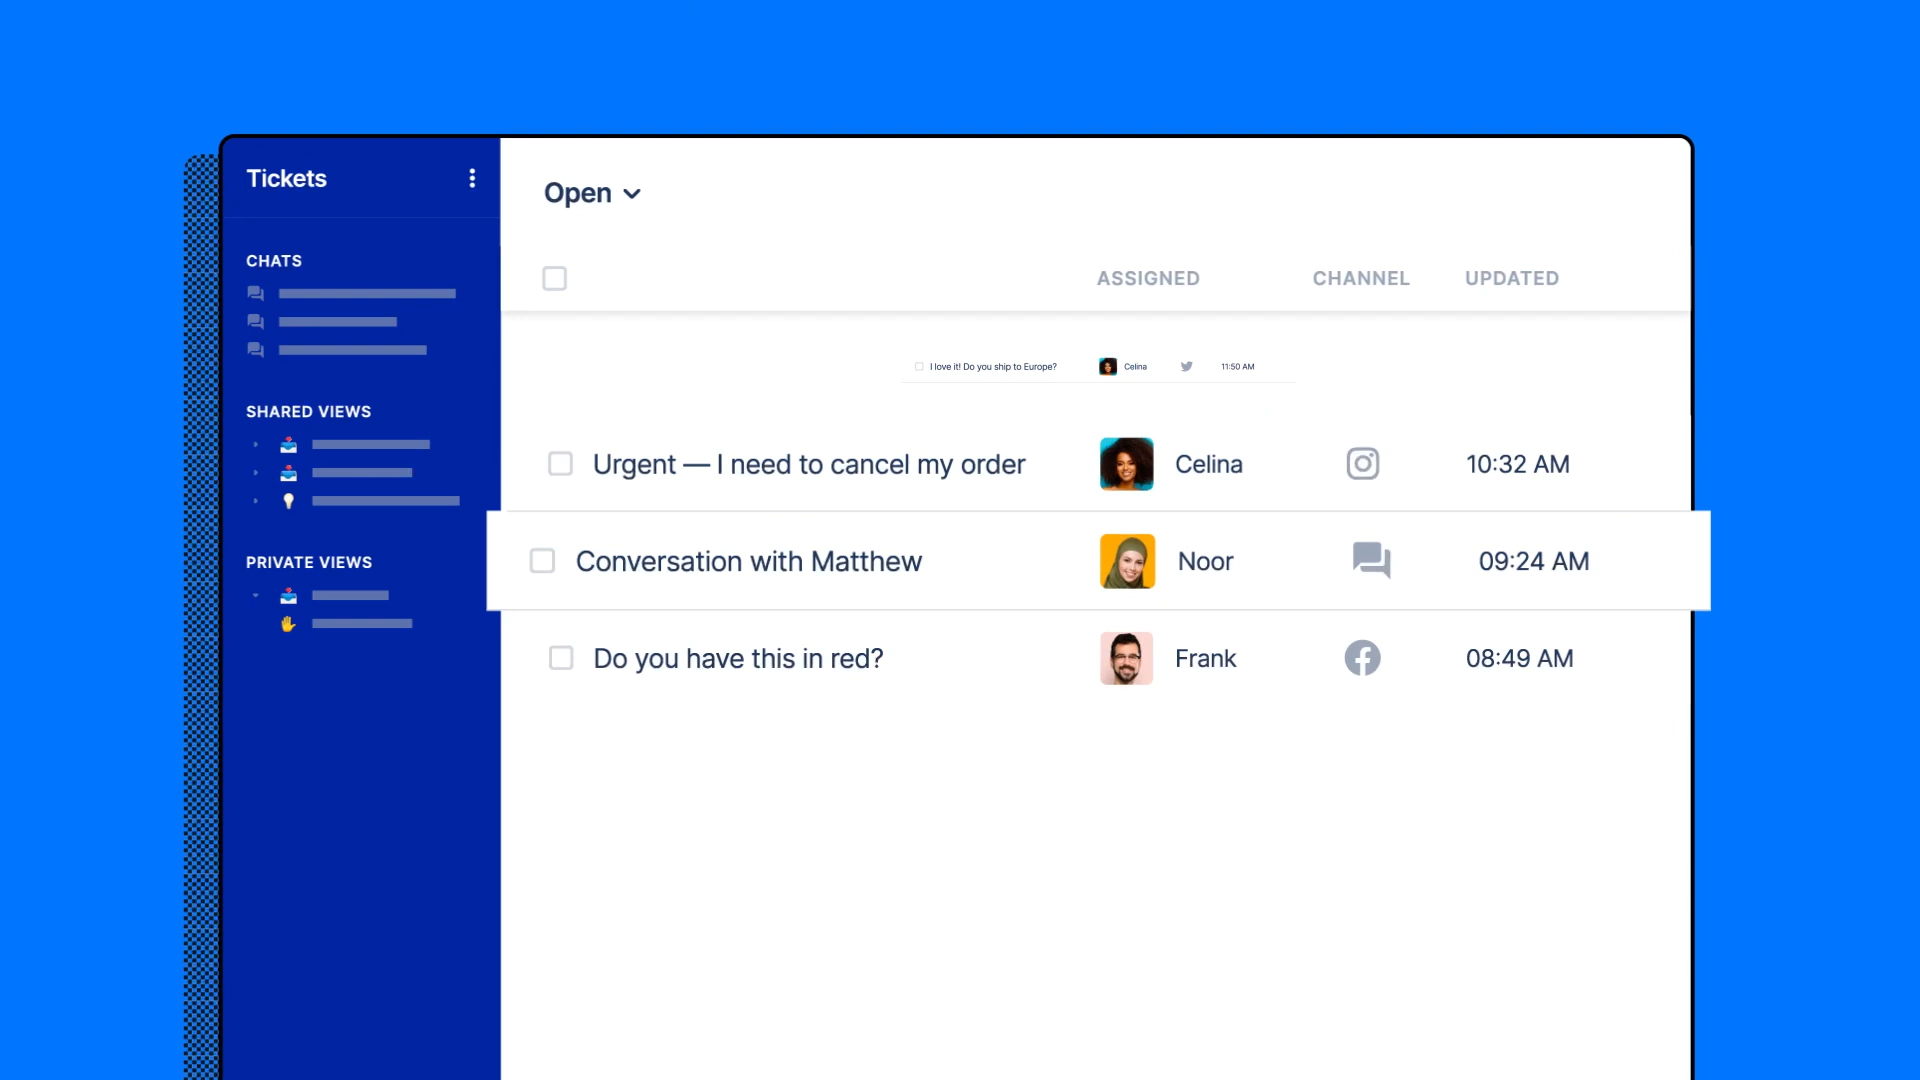 Tickets
Open
CHATS
ASSIGNED CHANNEL UPDATED
I love it! Do you ship to Europe? Celina 11:50 AM
SHARED VIEWS
Urgent — I need to cancel my order Celina 10:32 AM
Conversation with Matthew Noor 09:24 AM
PRIVATE VIEWS
Do you have this in red? Frank 08:49 AM